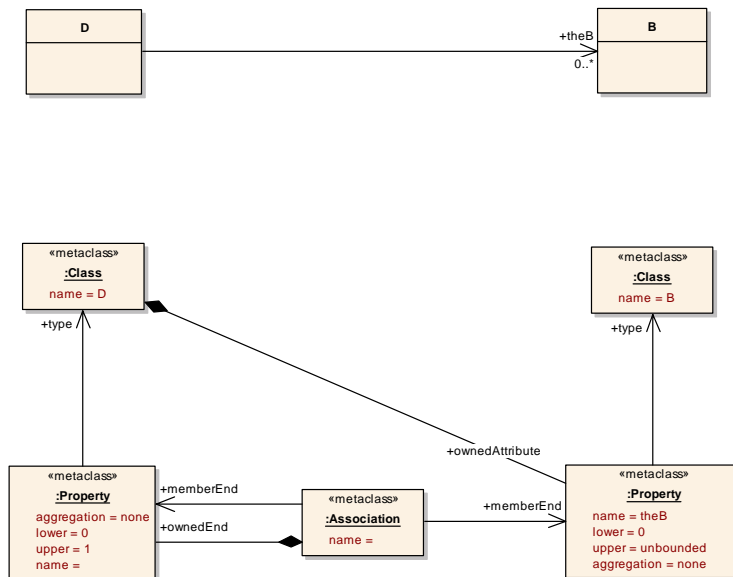 D
B
+theB
0..*
«metaclass»
:Class
name = D
«metaclass»
:Class
name = B
+type
+type
+ownedAttribute
«metaclass»
:Property
aggregation = none
lower = 0
upper = 1
name =
+memberEnd
+ownedEnd
«metaclass»
:Association
name =
+memberEnd
«metaclass»
:Property
name = theB
lower = 0
upper = unbounded
aggregation = none